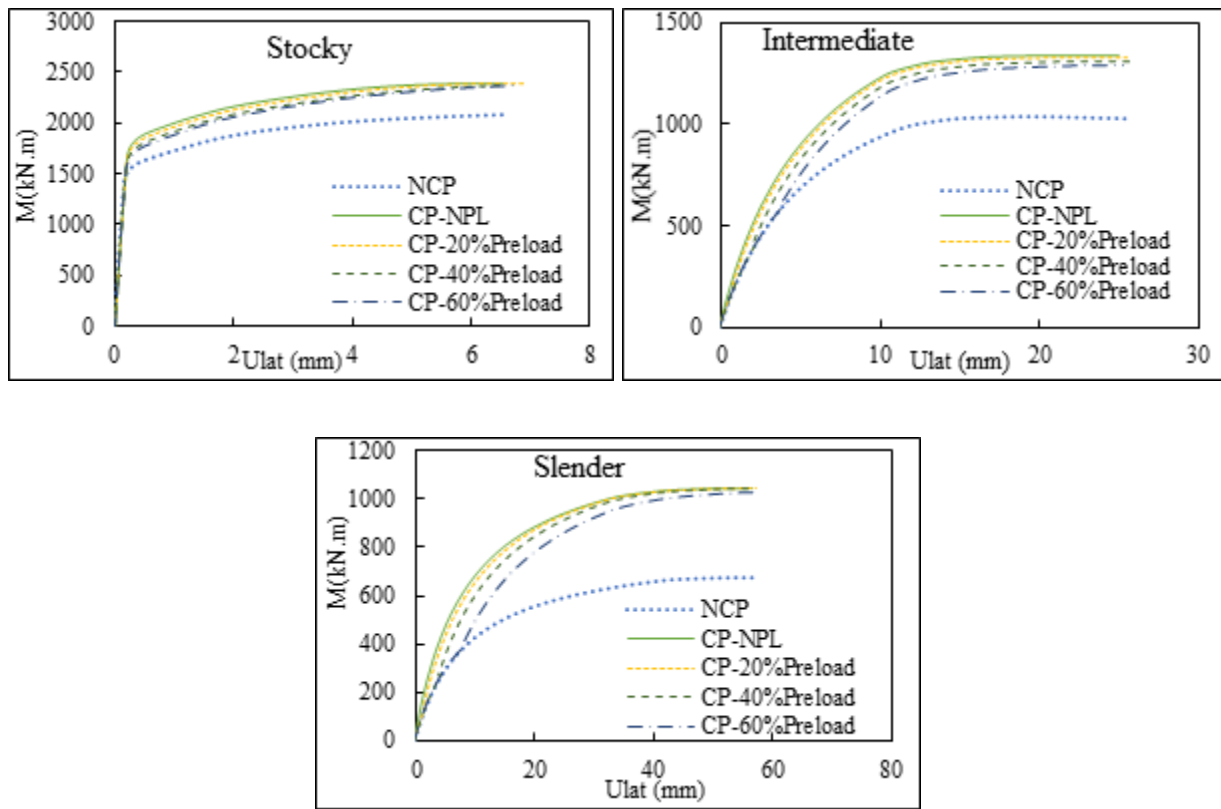 Stocky
M(kN.m)
3000
2500
2000
1500
1000
500
0
NCP
CP-NPL
CP-20%Preload
CP-40%Preload
CP-60%Preload
0 2 4 6 8
Ulat (mm)
Intermediate
M(kN.m)
1500
1000
500
0
NCP
CP-NPL
CP-20%Preload
CP-40%Preload
CP-60%Preload
0 10 20 30
Ulat (mm)
Slender
M(kN.m)
1200
1000
800
600
400
200
0
NCP
CP-NPL
CP-20%Preload
CP-40%Preload
CP-60%Preload
0 20 40 60 80
Ulat (mm)